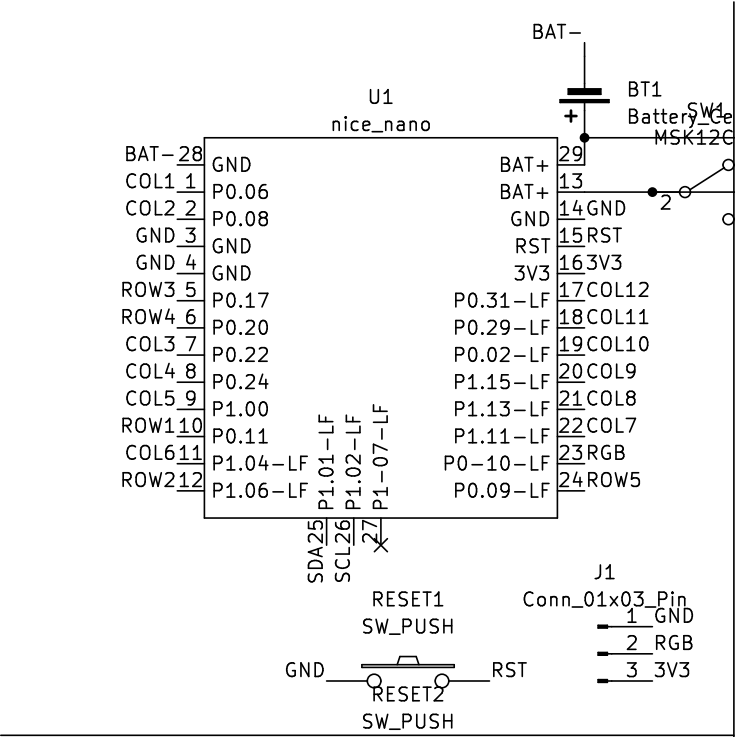 BAT-
BT1
Battery_Ce
SW1
MSK12C
U1
nice_nano
BAT- 28 GND
COL1 1 P0.06
COL2 2 P0.08
GND 3 GND
GND 4 GND
ROW3 5 P0.17
ROW4 6 P0.20
COL3 7 P0.22
COL4 8 P0.24
COL5 9 P1.00
ROW1 10 P0.11
COL6 11 P1.04-LF
ROW2 12 P1.06-LF
BAT+ 29
BAT+ 13
2
GND 14 GND
RST 15 RST
3V3 16 3V3
P0.31-LF 17 COL12
P0.29-LF 18 COL11
P0.02-LF 19 COL10
P1.15-LF 20 COL9
P1.13-LF 21 COL8
P1.11-LF 22 COL7
P0-10-LF 23 RGB
P0.09-LF 24 ROW5
P1.01-LF
P1.02-LF
P1-07-LF
SDA 25
SCL 26
27
RESET1
SW_PUSH
GND
RST
RESET2
SW_PUSH
J1
Conn_01x03_Pin
1 GND
2 RGB
3 3V3